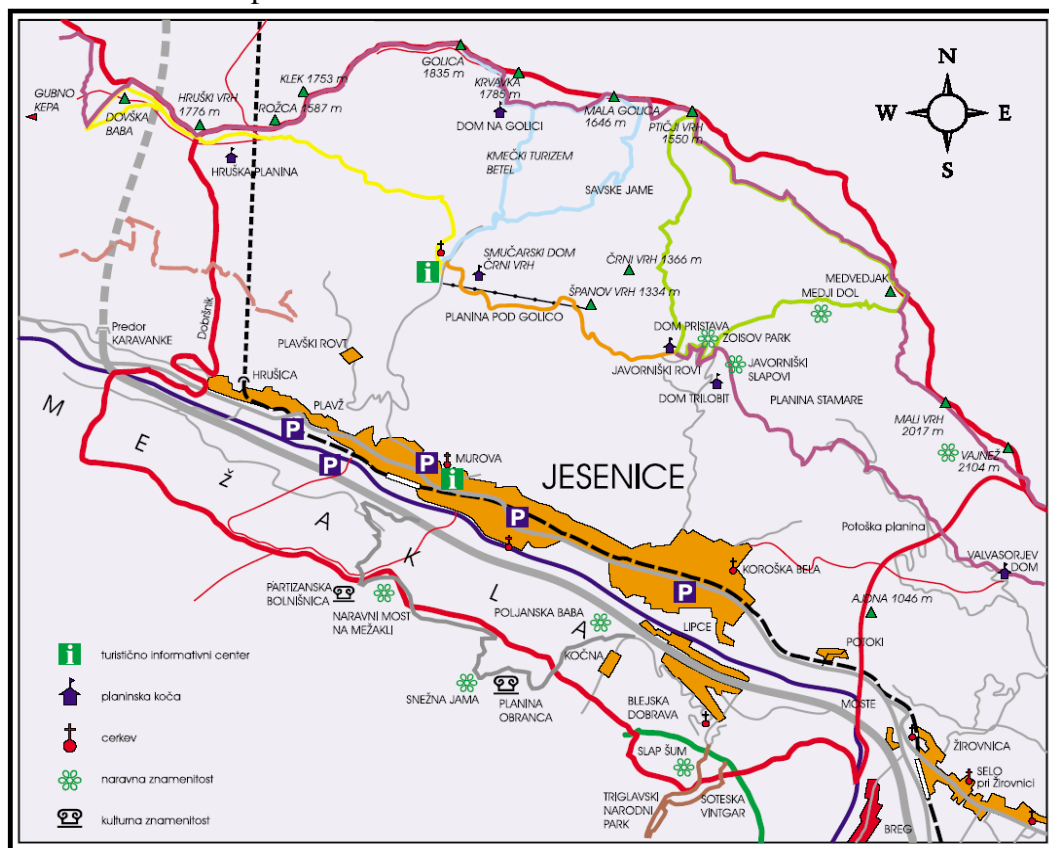 N
W
E
S
GUBNO
KEPA
DOVŠKA
BABA
HRUŠKI VRH
1776 m
KLEK 1753 m
ROŽCA 1587 m
GOLICA
1835 m
KRVAVKA
1785 m
DOM NA GOLICI
MALA GOLICA
1646 m
PTIČJI VRH
1550 m
HRUŠKA PLANINA
KMEČKI TURIZEM
BETEL
SAVSKE JAME
i
SMUČARSKI DOM
ČRNI VRH
ČRNI VRH 1366 m
ŠPANOV VRH 1334 m
MEDVEDJAK
MEDJI DOL
PLANINA POD GOLICO
DOM PRISTAVA
ZOISOV PARK
JAVORNIŠKI ROVT
JAVORNIŠKI
SLAPOVI
DOM TRILOBIT
PLANINA STAMARE
Dobršnik
Predor
KARAVANKE
PLAVŠKI ROVT
HRUŠICA
PLAVŽ
P
P
P
P
P
MUROVA
i
JESENICE
MALI VRH
2017 m
VAJNEŽ
2104 m
MEŽAKLA
Potoška planina
VALVASORJEV
DOM
KOROŠKA BELA
AJDNA 1046 m
PARTIZANSKA
BOLNIŠNICA
NARAVNI MOST
NA MEŽAKLI
POLJANSKA BABA
LIPCE
POTOKI
KOČNA
MOSTE
SNEŽNA JAMA
PLANINA
OBRANCA
BLEJSKA
DOBRAVA
SLAP ŠUM
ŽIROVNICA
SELO
pri Žirovnici
TRIGLAVSKI
NARODNI
PARK
SOTESKA
VINTGAR
BREG
i
turistično informativni center
planinska koča
cerkev
naravna znamenitost
kulturna znamenitost